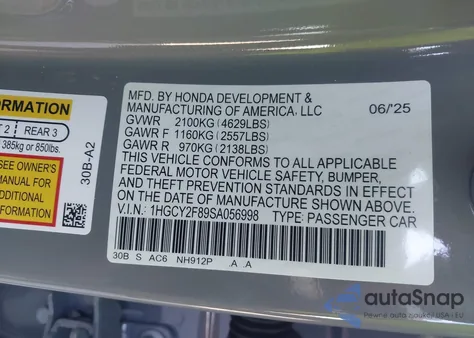 FORMATION
T 2 REAR 3
385kg or 850lbs.
SEE OWNER'S
MANUAL
30B-A2
MFD. BY HONDA DEVELOPMENT &
MANUFACTURING OF AMERICA, LLC
06/'25
GVWR 2100KG (4629LBS)
GAWR F 1160KG (2557LBS)
GAWR R 970KG (2138LBS)
THIS VEHICLE CONFORMS TO ALL APPLICABLE
FEDERAL MOTOR VEHICLE SAFETY, BUMPER,
AND THEFT PREVENTION STANDARDS IN EFFECT
ON THE DATE OF MANUFACTURE SHOWN ABOVE.
V.I.N.: 1HGCY2F89SA056998 TYPE: PASSENGER CAR
30B S AC6 NH912P .A .A
autoSnap